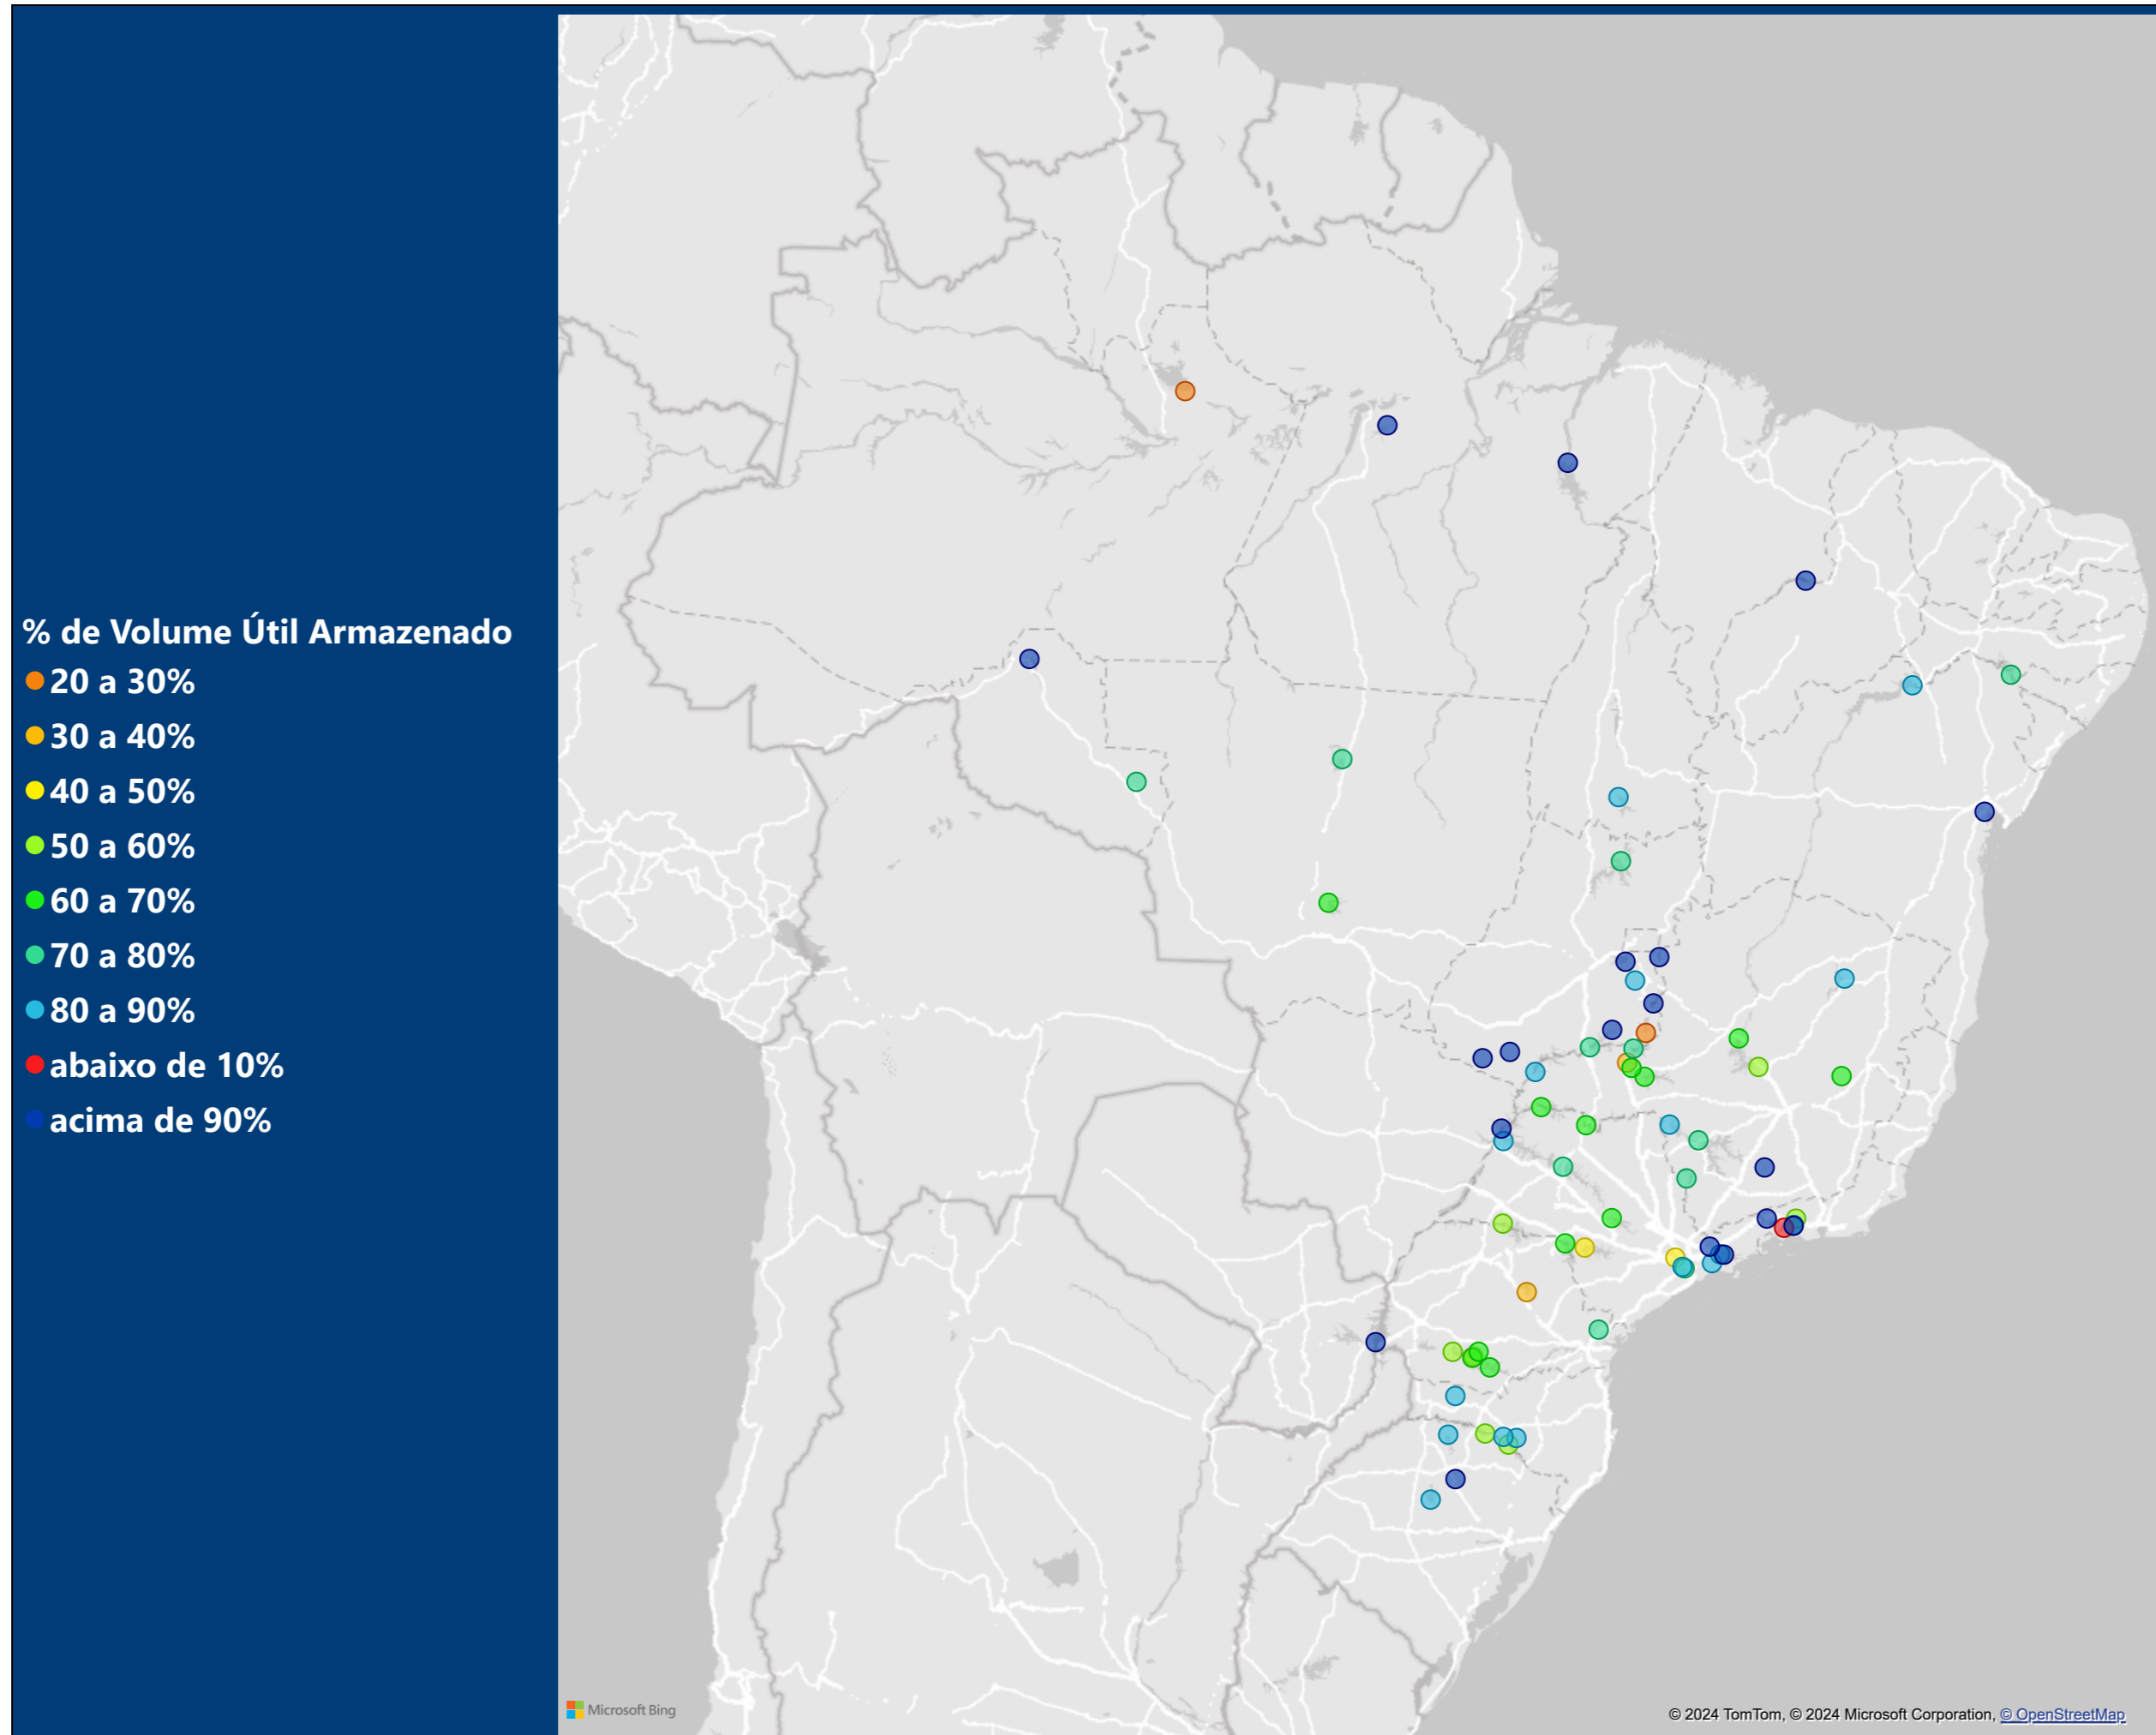 % de Volume Útil Armazenado
20 a 30%
30 a 40%
40 a 50%
50 a 60%
60 a 70%
70 a 80%
80 a 90%
abaixo de 10%
acima de 90%
Microsoft Bing
© 2024 TomTom, © 2024 Microsoft Corporation, © OpenStreetMap